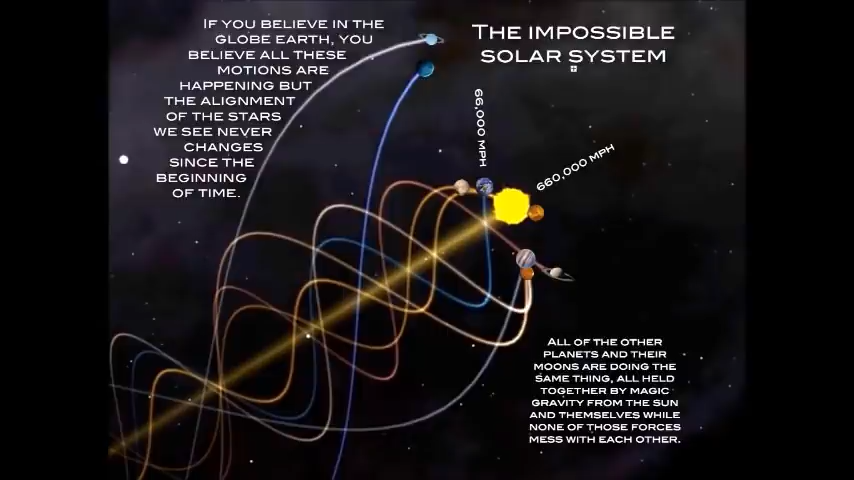 If you believe in the
globe earth, you
believe all these
motions are
happening but
the alignment
of the stars
we see never
changes
since the
beginning
of time.
The impossible
solar system
66,000 mph
660,000 mph
All of the other
planets and their
moons are doing the
same thing, all held
together by magic
gravity from the sun
and themselves while
none of those forces
mess with each other.